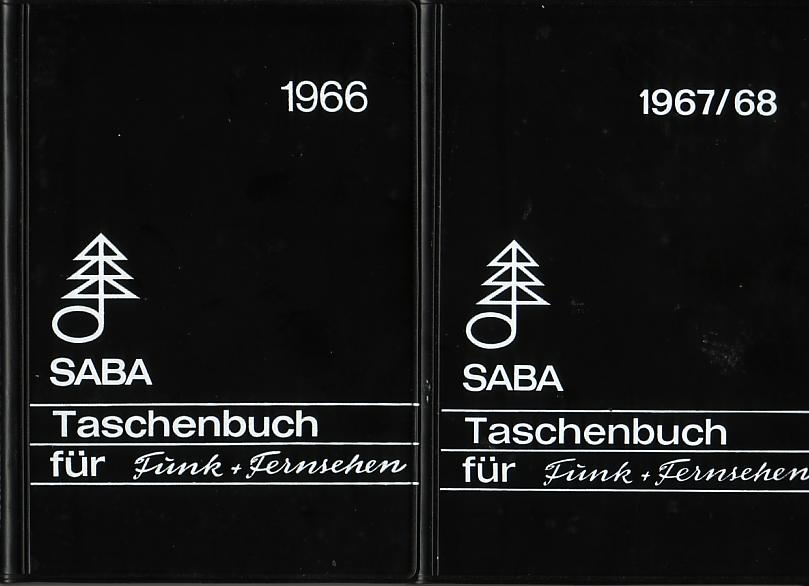 1966
SABA
Taschenbuch
für Funk + Fernsehen
1967/68
SABA
Taschenbuch
für Funk + Fernsehen